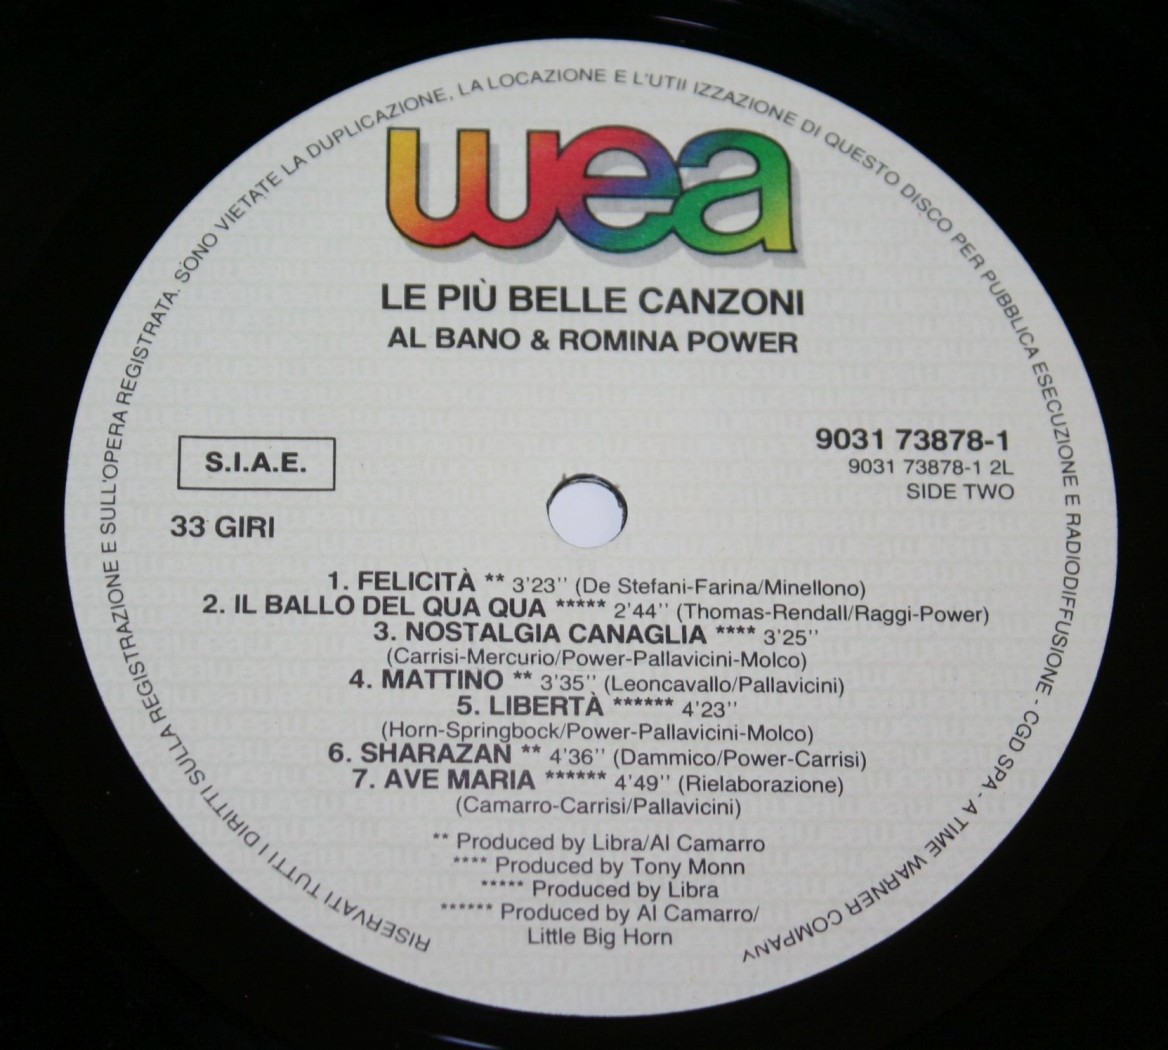 RISERVATI TUTTI I DIRITTI SULLA REGISTRAZIONE E SULL'OPERA REGISTRATA. SONO VIETATE LA DUPLICAZIONE, LA LOCAZIONE E L'UTII IZZAZIONE DI QUESTO DISCO PER PUBBLICA ESECUZIONE E RADIODIFFUSIONE - CGD SPA - A TIME WARNER COMPANY
wea
LE PIÙ BELLE CANZONI
AL BANO & ROMINA POWER
S.I.A.E.
33 GIRI
9031 73878-1
9031 73878-1 2L
SIDE TWO
1. FELICITÀ ** 3'23'' (De Stefani-Farina/Minellono)
2. IL BALLO DEL QUA QUA ***** 2'44'' (Thomas-Rendall/Raggi-Power)
3. NOSTALGIA CANAGLIA **** 3'25''
(Carrisi-Mercurio/Power-Pallavicini-Molco)
4. MATTINO ** 3'35'' (Leoncavallo/Pallavicini)
5. LIBERTÀ ****** 4'23''
(Horn-Springbock/Power-Pallavicini-Molco)
6. SHARAZAN ** 4'36'' (Dammico/Power-Carrisi)
7. AVE MARIA ****** 4'49'' (Rielaborazione)
(Camarro-Carrisi/Pallavicini)
** Produced by Libra/Al Camarro
**** Produced by Tony Monn
***** Produced by Libra
****** Produced by Al Camarro/
Little Big Horn